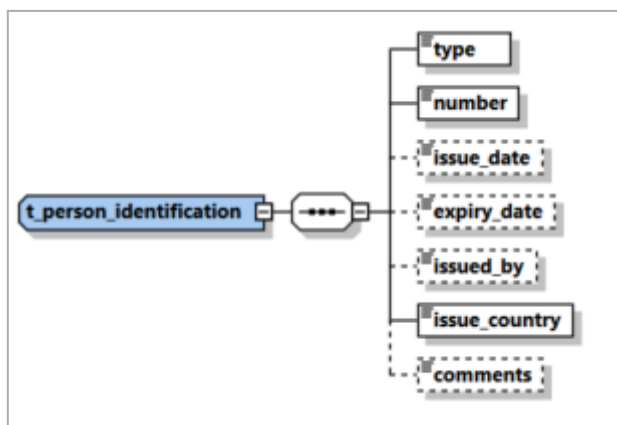 type
number
issue_date
expiry_date
t_person_identification
issued_by
issue_country
comments